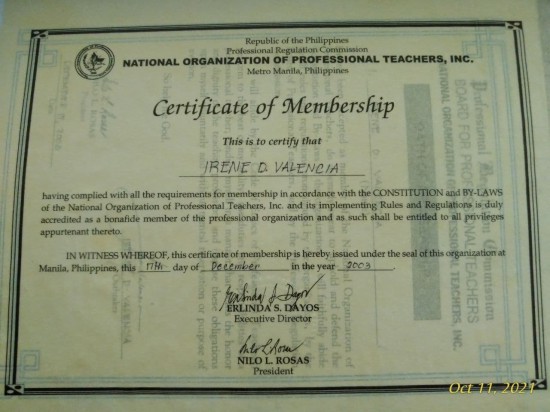 Republic of the Philippines
Professional Regulation Commission
NATIONAL ORGANIZATION OF PROFESSIONAL TEACHERS, INC.
Metro Manila, Philippines
Certificate of Membership
This is to certify that
IRENE D. VALENCIA
having complied with all the requirements for membership in accordance with the CONSTITUTION and BY-LAWS
of the National Organization of Professional Teachers, Inc. and its implementing Rules and Regulations is duly
accredited as a bonafide member of the professional organization and as such shall be entitled to all privileges
appurtenant thereto.
IN WITNESS WHEREOF, this certificate of membership is hereby issued under the seal of this organization at
Manila, Philippines, this 17th day of December in the year 2003.
ERLINDA S. DAYOS
Executive Director
NILO L. ROSAS
President
Oct 11, 2021